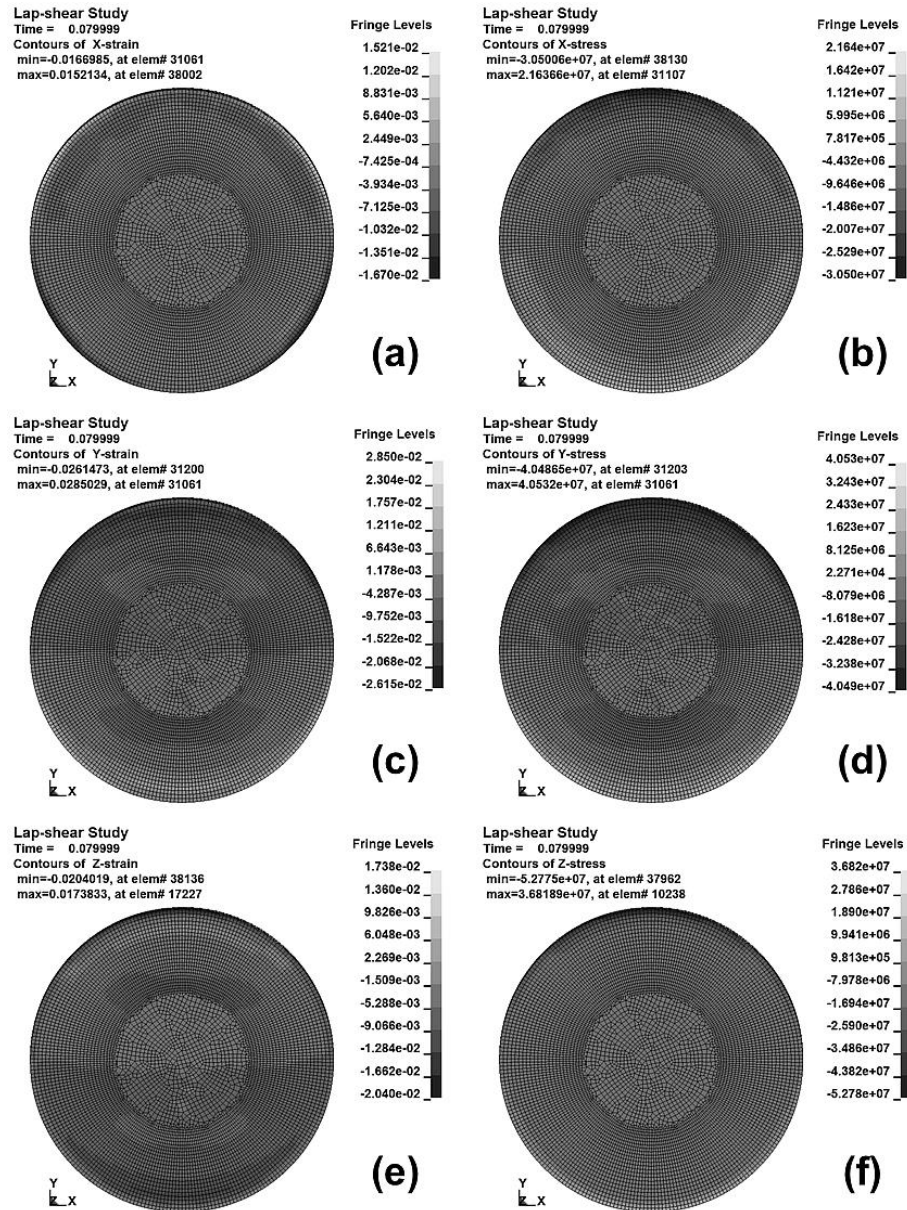 Lap-shear Study
Time = 0.079999
Contours of X-strain
min=-0.0166985, at elem# 31061
max=0.0152134, at elem# 38002
Fringe Levels
1.521e-02
1.202e-02
8.831e-03
5.640e-03
2.449e-03
-7.425e-04
-3.934e-03
-7.125e-03
-1.032e-02
-1.351e-02
-1.670e-02
Y
Z X
(a)
Lap-shear Study
Time = 0.079999
Contours of X-stress
min=-3.05006e+07, at elem# 38130
max=2.16366e+07, at elem# 31107
Fringe Levels
2.164e+07
1.642e+07
1.121e+07
5.995e+06
7.817e+05
-4.432e+06
-9.646e+06
-1.486e+07
-2.007e+07
-2.529e+07
-3.050e+07
Y
Z X
(b)
Lap-shear Study
Time = 0.079999
Contours of Y-strain
min=-0.0261473, at elem# 31200
max=0.0285029, at elem# 31061
Fringe Levels
2.850e-02
2.304e-02
1.757e-02
1.211e-02
6.643e-03
1.178e-03
-4.287e-03
-9.752e-03
-1.522e-02
-2.068e-02
-2.615e-02
Y
Z X
(c)
Lap-shear Study
Time = 0.079999
Contours of Y-stress
min=-4.04865e+07, at elem# 31203
max=4.0532e+07, at elem# 31061
Fringe Levels
4.053e+07
3.243e+07
2.433e+07
1.623e+07
8.125e+06
2.271e+04
-8.079e+06
-1.618e+07
-2.428e+07
-3.238e+07
-4.049e+07
Y
Z X
(d)
Lap-shear Study
Time = 0.079999
Contours of Z-strain
min=-0.0204019, at elem# 38136
max=0.0173833, at elem# 17227
Fringe Levels
1.738e-02
1.360e-02
9.826e-03
6.048e-03
2.269e-03
-1.509e-03
-5.288e-03
-9.066e-03
-1.284e-02
-1.662e-02
-2.040e-02
Y
Z X
(e)
Lap-shear Study
Time = 0.079999
Contours of Z-stress
min=-5.2775e+07, at elem# 37962
max=3.68189e+07, at elem# 10238
Fringe Levels
3.682e+07
2.786e+07
1.890e+07
9.941e+06
9.813e+05
-7.978e+06
-1.694e+07
-2.590e+07
-3.486e+07
-4.382e+07
-5.278e+07
Y
Z X
(f)